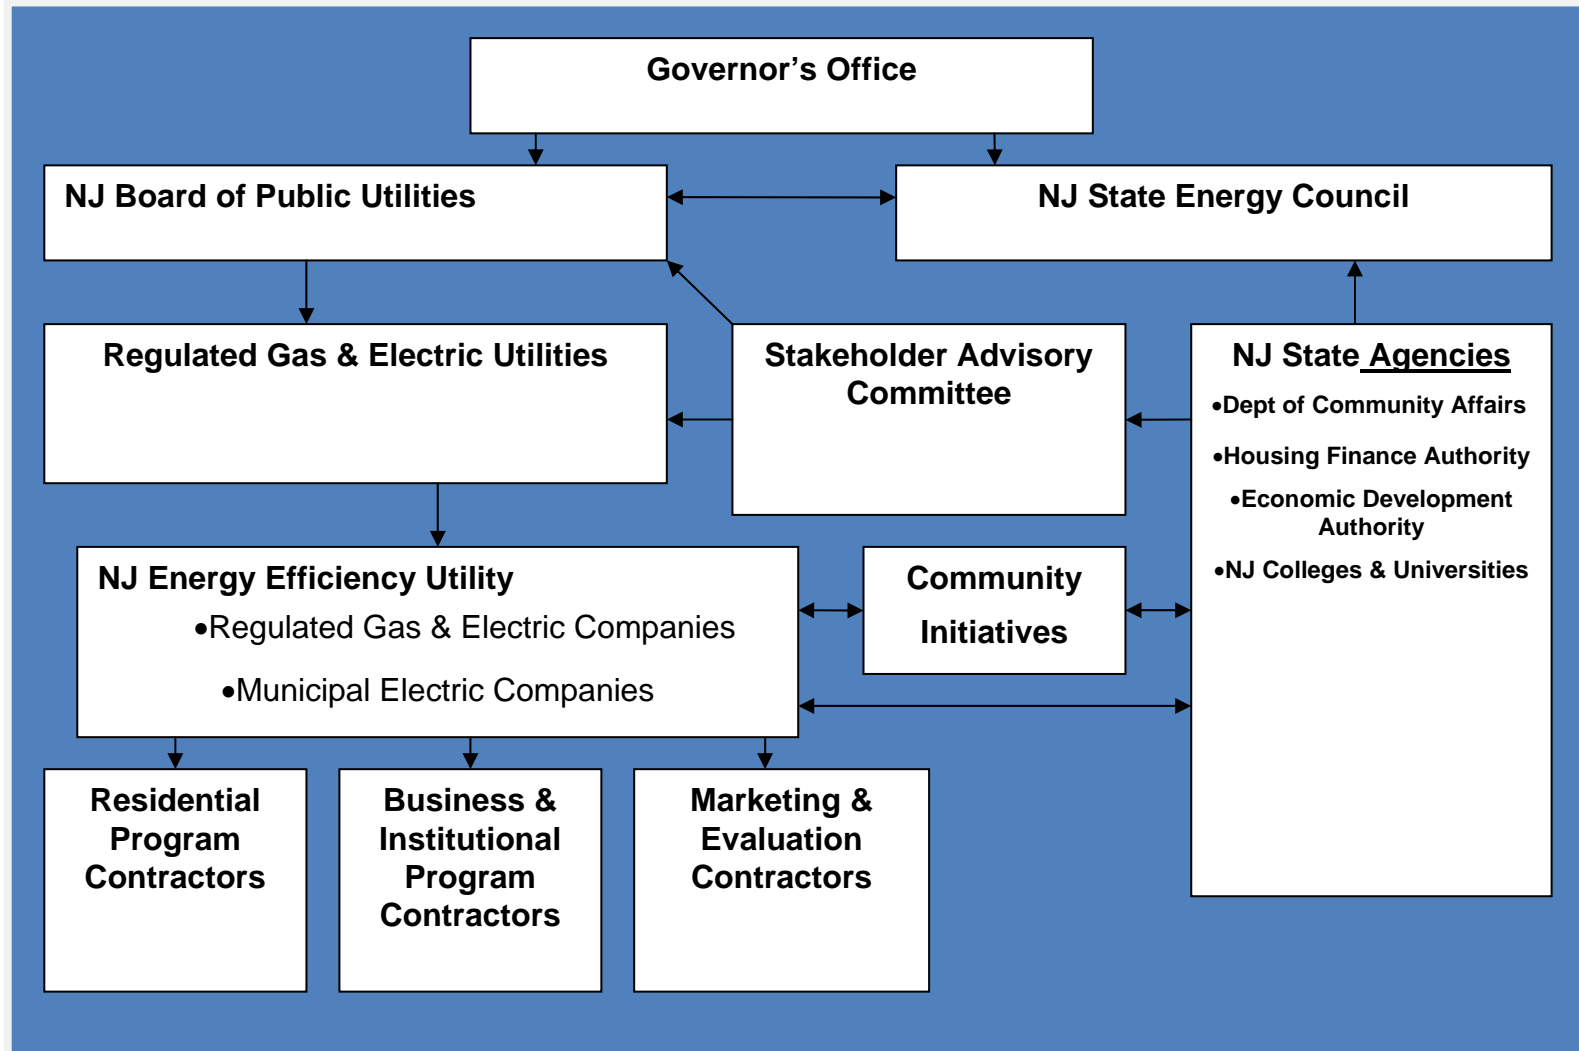 Governor’s Office
NJ Board of Public Utilities
NJ State Energy Council
Regulated Gas & Electric Utilities
Stakeholder Advisory
Committee
NJ State Agencies
•Dept of Community Affairs
•Housing Finance Authority
•Economic Development
Authority
•NJ Colleges & Universities
NJ Energy Efficiency Utility
•Regulated Gas & Electric Companies
•Municipal Electric Companies
Community
Initiatives
Residential
Program
Contractors
Business &
Institutional
Program
Contractors
Marketing &
Evaluation
Contractors